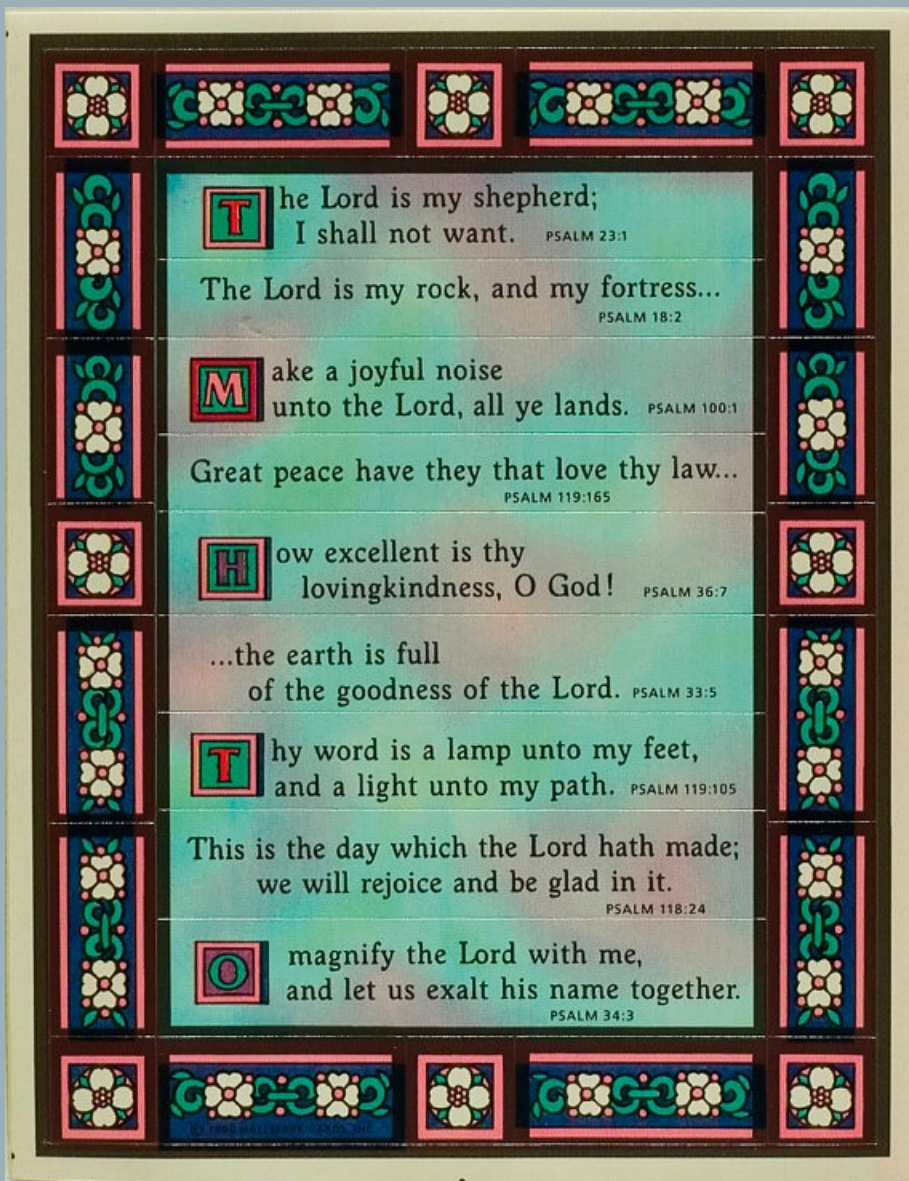 The Lord is my shepherd;
I shall not want. PSALM 23:1
The Lord is my rock, and my fortress...
PSALM 18:2
Make a joyful noise
unto the Lord, all ye lands. PSALM 100:1
Great peace have they that love thy law...
PSALM 119:165
How excellent is thy
lovingkindness, O God! PSALM 36:7
...the earth is full
of the goodness of the Lord. PSALM 33:5
Thy word is a lamp unto my feet,
and a light unto my path. PSALM 119:105
This is the day which the Lord hath made;
we will rejoice and be glad in it.
PSALM 118:24
O magnify the Lord with me,
and let us exalt his name together.
PSALM 34:3
HALLMARK CARDS, INC.